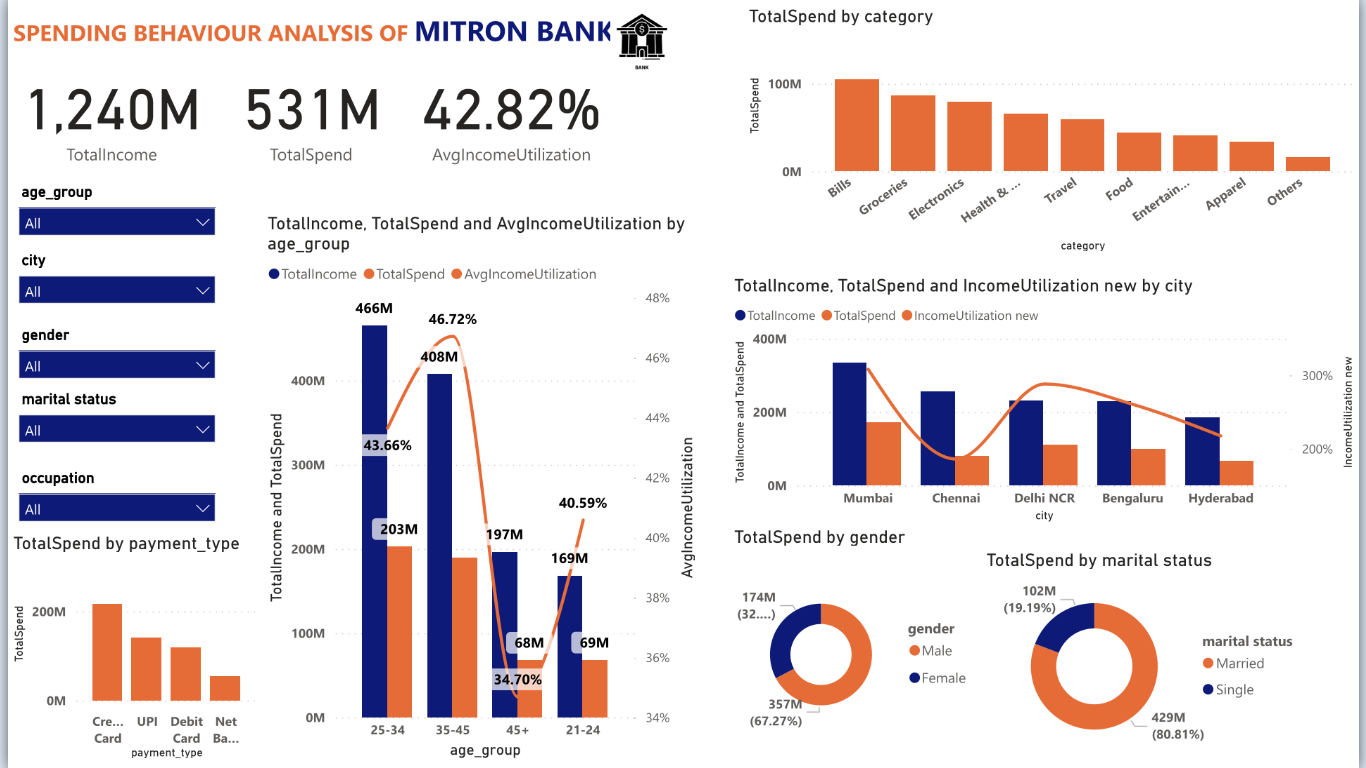 SPENDING BEHAVIOUR ANALYSIS OF MITRON BANK
BANK
1,240M
TotalIncome
531M
TotalSpend
42.82%
AvgIncomeUtilization
age_group
All
city
All
gender
All
marital status
All
occupation
All
TotalSpend by payment_type
TotalSpend
200M
0M
Cre... Card
UPI
Debit Card
Net Ba...
payment_type
TotalIncome, TotalSpend and AvgIncomeUtilization by
age_group
TotalIncome TotalSpend AvgIncomeUtilization
TotalIncome and TotalSpend
400M
300M
200M
100M
0M
466M
408M
197M
169M
203M
68M
69M
43.66%
46.72%
34.70%
40.59%
48%
46%
44%
42%
40%
38%
36%
34%
AvgIncomeUtilization
25-34 35-45 45+ 21-24
age_group
TotalSpend by category
TotalSpend
100M
0M
Bills
Groceries
Electronics
Health & ...
Travel
Food
Entertain...
Apparel
Others
category
TotalIncome, TotalSpend and IncomeUtilization new by city
TotalIncome TotalSpend IncomeUtilization new
TotalIncome and TotalSpend
400M
200M
0M
300%
200%
IncomeUtilization new
Mumbai Chennai Delhi NCR Bengaluru Hyderabad
city
TotalSpend by gender
174M
(32....)
357M
(67.27%)
gender
Male
Female
TotalSpend by marital status
102M
(19.19%)
429M
(80.81%)
marital status
Married
Single